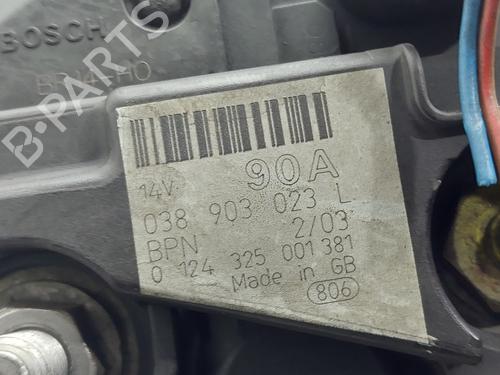 BOSCH
B-PARTS
90A
14V
038 903 023 L
BPN 2/03
0 124 325 001 381
Made in GB
806